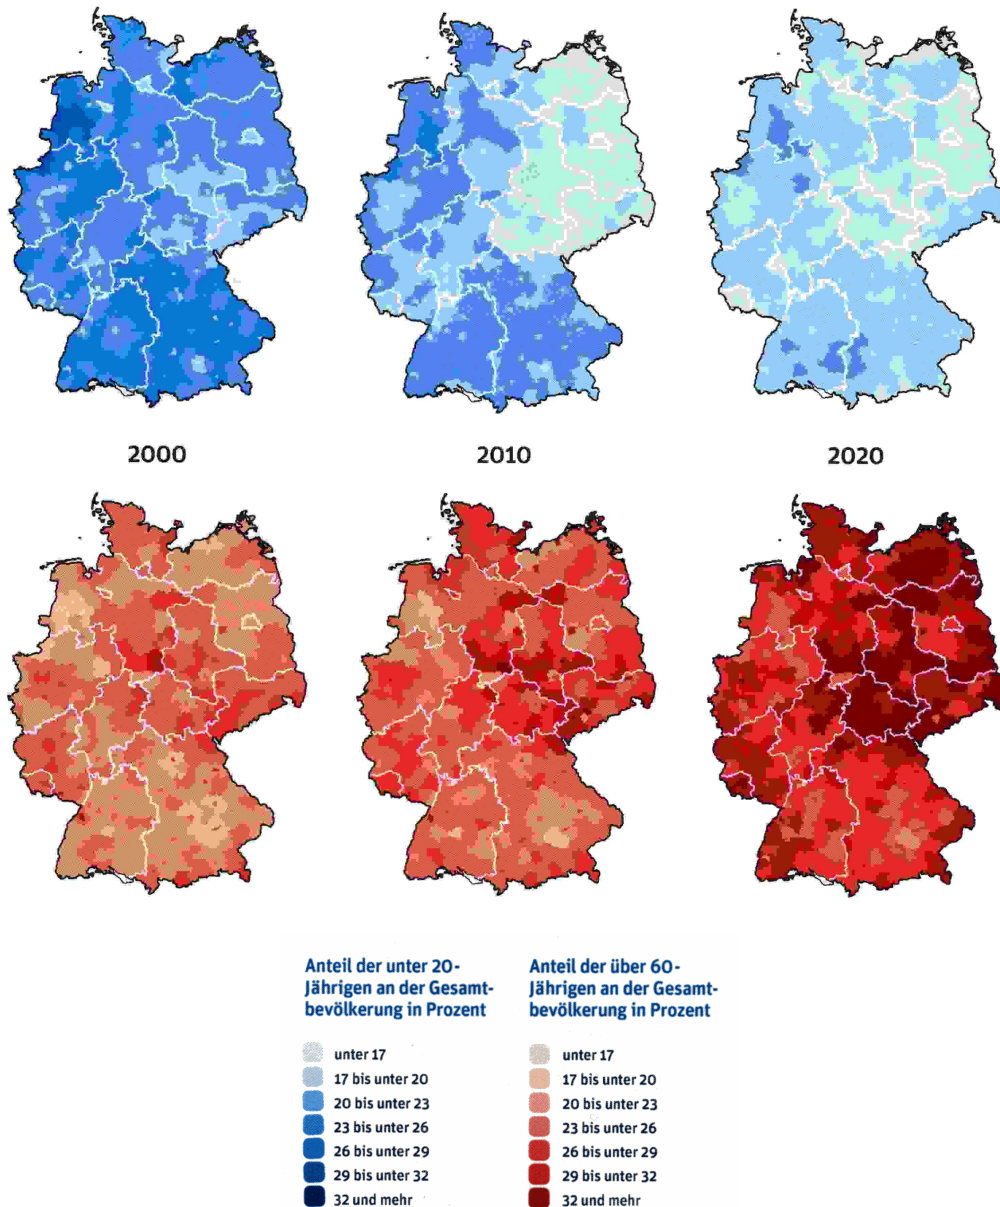 2000
2010
2020
Anteil der unter 20-
Jährigen an der Gesamt-
bevölkerung in Prozent
unter 17
17 bis unter 20
20 bis unter 23
23 bis unter 26
26 bis unter 29
29 bis unter 32
32 und mehr
Anteil der über 60-
Jährigen an der Gesamt-
bevölkerung in Prozent
unter 17
17 bis unter 20
20 bis unter 23
23 bis unter 26
26 bis unter 29
29 bis unter 32
32 und mehr